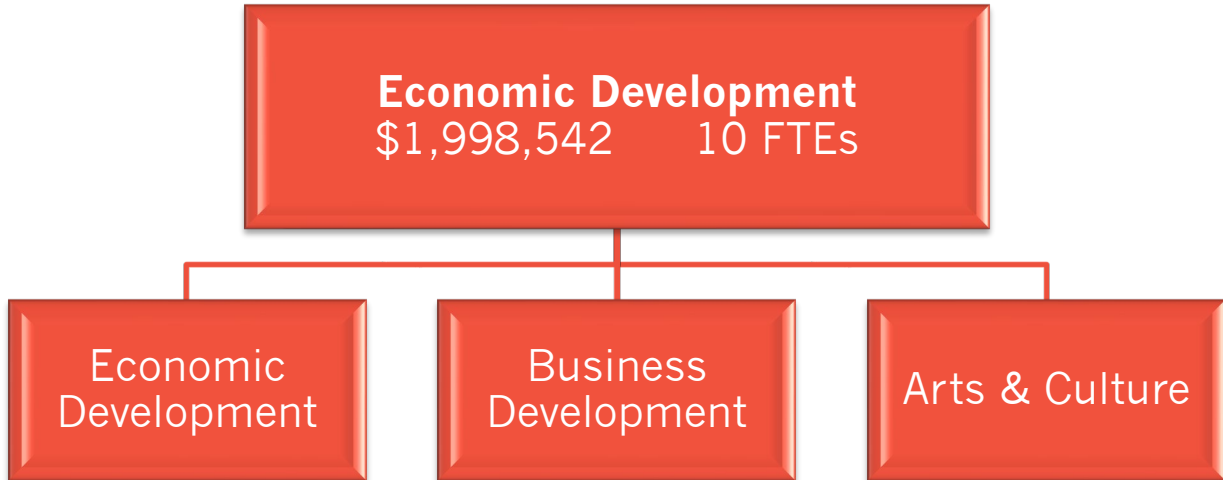 Economic Development
$1,998,542 10 FTEs
Economic
Development
Business
Development
Arts & Culture